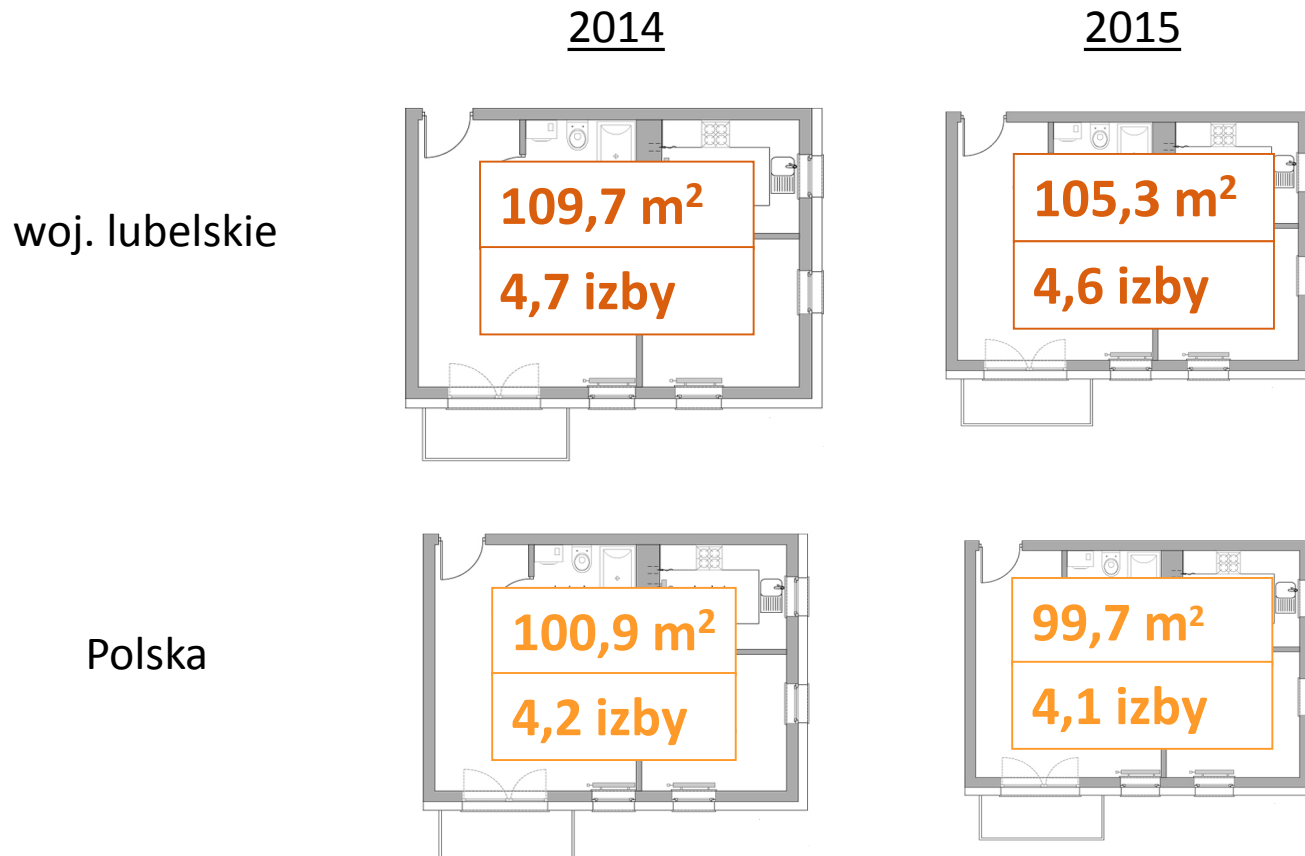 2014
2015
woj. lubelskie
109,7 m²
4,7 izby
105,3 m²
4,6 izby
Polska
100,9 m²
4,2 izby
99,7 m²
4,1 izby